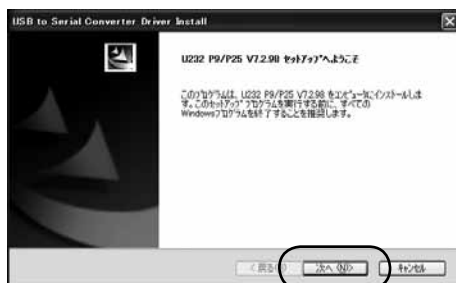 USB to Serial Converter Driver Install
U232 P9/P25 V7.2.98 ｾｯﾄｱｯﾌﾟへようこそ
このﾌﾟﾛｸﾞﾗﾑは、U232 P9/P25 V7.2.98 をｺﾝﾋﾟｭｰﾀにｲﾝｽﾄｰﾙしま
す。このｾｯﾄｱｯﾌﾟ ﾌﾟﾛｸﾞﾗﾑを実行する前に、すべての
Windowsﾌﾟﾛｸﾞﾗﾑを終了することを推奨します。
< 戻る(B) 次へ(N)> ｷｬﾝｾﾙ